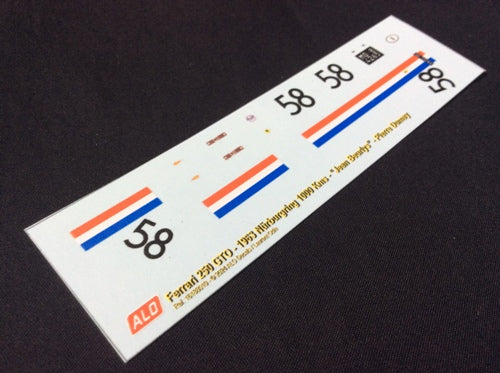 58
58
58
58
ALO
Ferrari 250 GTO - 1963 Nürburgring 1000 Kms - "Jean Beurlys" - Pierre Dumay